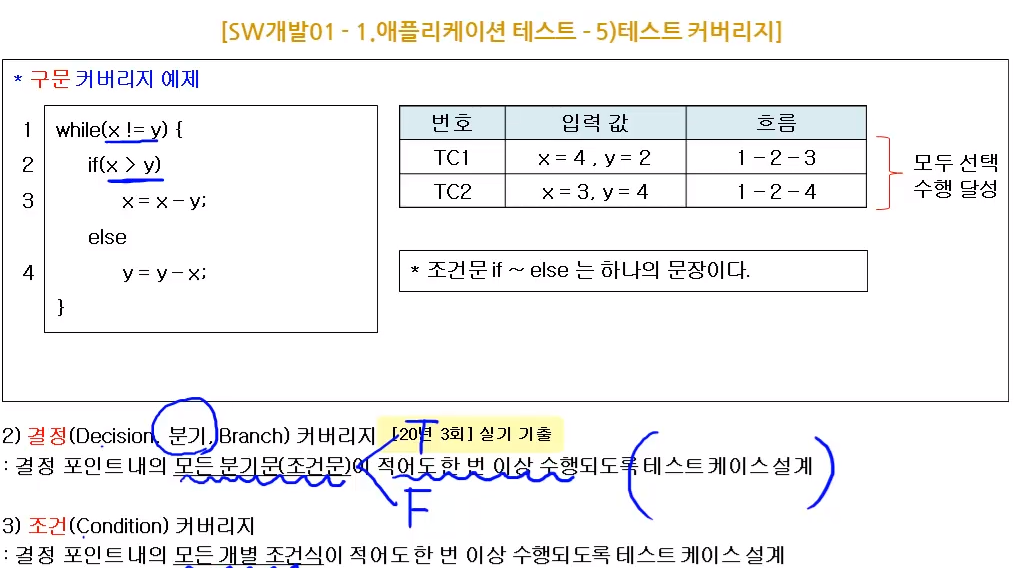 [SW개발01 - 1.애플리케이션 테스트 - 5)테스트 커버리지]
* 구문 커버리지 예제
1 while(x != y) {
2 if(x > y)
3 x = x - y;
else
4 y = y - x;
}
번호 입력 값 흐름
TC1 x = 4 , y = 2 1 - 2 - 3
TC2 x = 3, y = 4 1 - 2 - 4
모두 선택
수행 달성
* 조건문 if ~ else 는 하나의 문장이다.
2) 결정(Decision, 분기, Branch) 커버리지 [20년 3회] 실기 기출
T
: 결정 포인트 내의 모든 분기문(조건문)이 적어도 한 번 이상 수행되도록 테스트 케이스 설계
F
3) 조건(Condition) 커버리지
: 결정 포인트 내의 모든 개별 조건식이 적어도 한 번 이상 수행되도록 테스트 케이스 설계